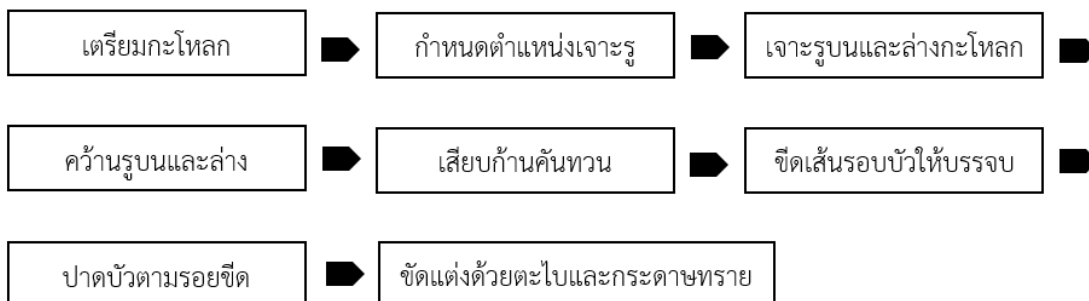 เตรียมกะโหลก
กำหนดตำแหน่งเจาะรู
เจาะรูบนและล่างกะโหลก
คว้านรูบนและล่าง
เสียบก้านคันทวน
ขีดเส้นรอบบัวให้บรรจบ
ปาดบัวตามรอยขีด
ขัดแต่งด้วยตะไบและกระดาษทราย